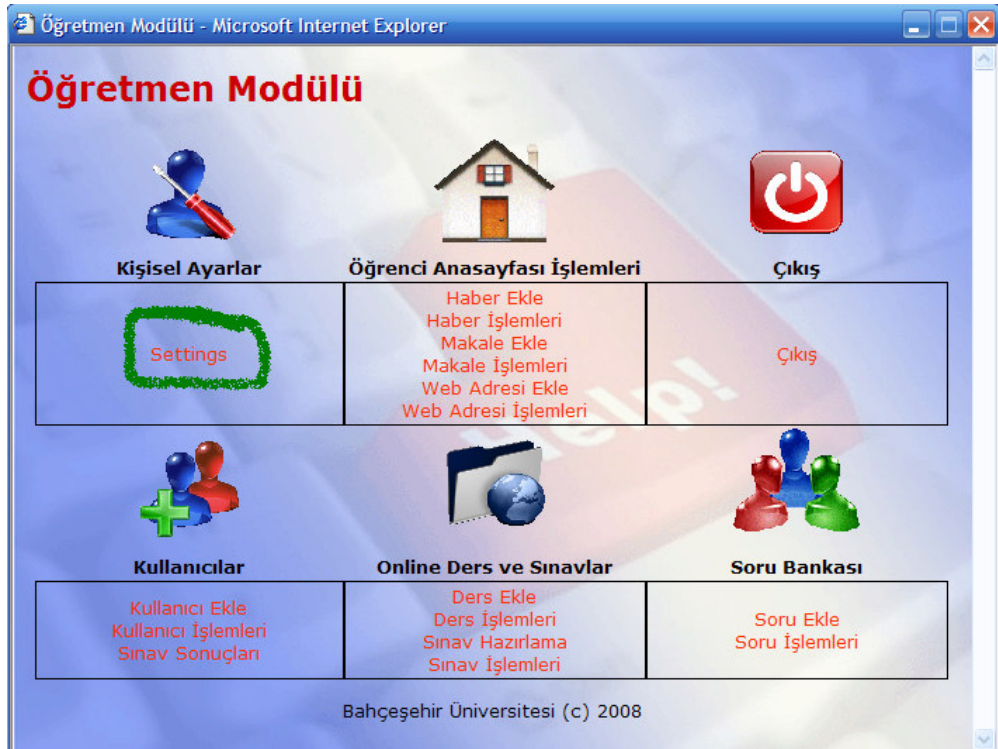 Öğretmen Modülü - Microsoft Internet Explorer
Öğretmen Modülü
Kişisel Ayarlar
Öğrenci Anasayfası İşlemleri
Çıkış
Settings
Haber Ekle
Haber İşlemleri
Makale Ekle
Makale İşlemleri
Web Adresi Ekle
Web Adresi İşlemleri
Çıkış
Help!
Kullanıcılar
Online Ders ve Sınavlar
Soru Bankası
Kullanıcı Ekle
Kullanıcı İşlemleri
Sınav Sonuçları
Ders Ekle
Ders İşlemleri
Sınav Hazırlama
Sınav İşlemleri
Soru Ekle
Soru İşlemleri
Bahçeşehir Üniversitesi (c) 2008